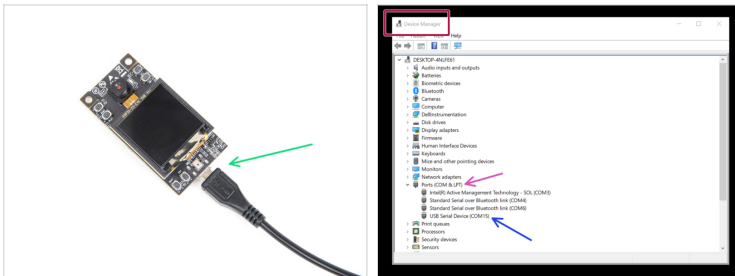 Device Manager
File Action View Help
DESKTOP-4NLFE61
Audio inputs and outputs
Batteries
Biometric devices
Bluetooth
Cameras
Computer
DellInstrumentation
Disk drives
Display adapters
Firmware
Human Interface Devices
Keyboards
Mice and other pointing devices
Monitors
Network adapters
Ports (COM & LPT)
Intel(R) Active Management Technology - SOL (COM3)
Standard Serial over Bluetooth link (COM4)
Standard Serial over Bluetooth link (COM6)
USB Serial Device (COM15)
Print queues
Processors
Security devices
Sensors